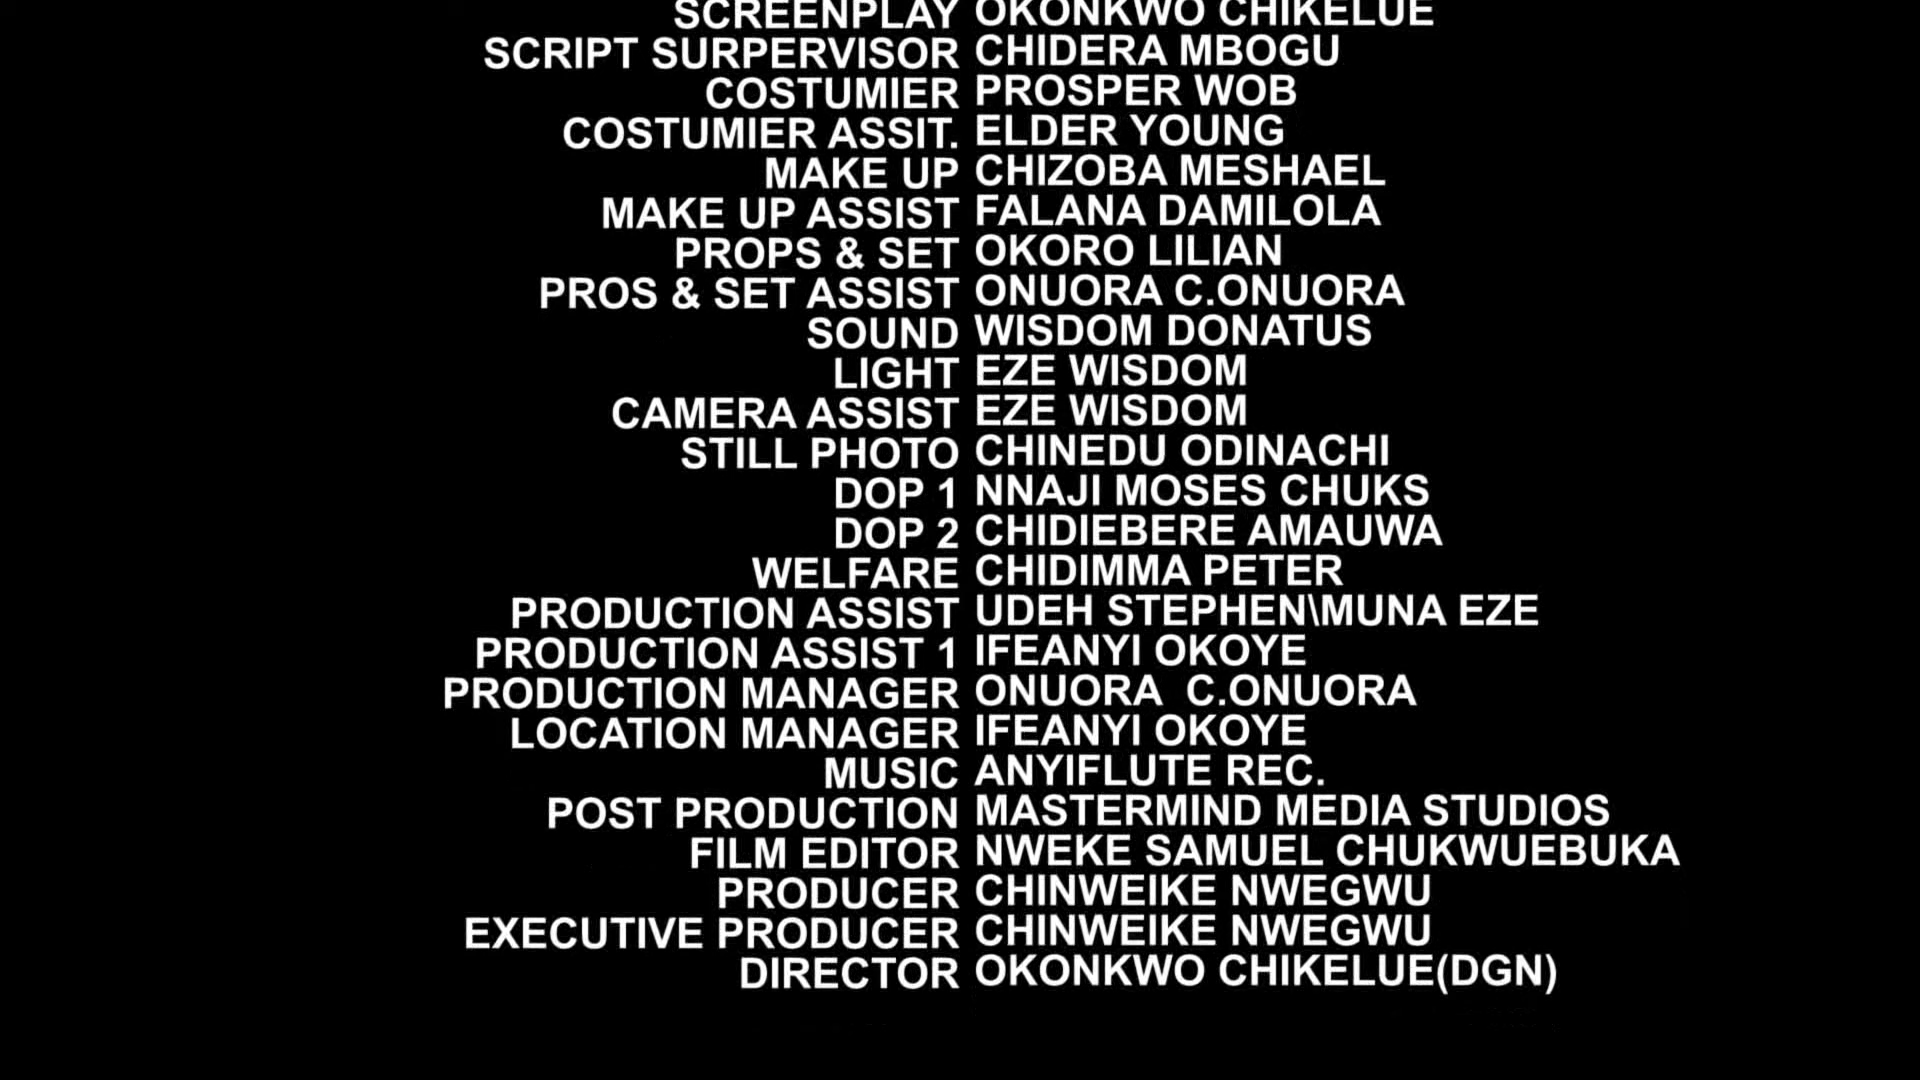 SCREENPLAY OKONKWO CHIKELUE
SCRIPT SURPERVISOR CHIDERA MBOGU
COSTUMIER PROSPER WOB
COSTUMIER ASSIT. ELDER YOUNG
MAKE UP CHIZOBA MESHAEL
MAKE UP ASSIST FALANA DAMILOLA
PROPS & SET OKORO LILIAN
PROS & SET ASSIST ONUORA C.ONUORA
SOUND WISDOM DONATUS
LIGHT EZE WISDOM
CAMERA ASSIST EZE WISDOM
STILL PHOTO CHINEDU ODINACHI
DOP 1 NNAJI MOSES CHUKS
DOP 2 CHIDIEBERE AMAUWA
WELFARE CHIDIMMA PETER
PRODUCTION ASSIST UDEH STEPHEN\MUNA EZE
PRODUCTION ASSIST 1 IFEANYI OKOYE
PRODUCTION MANAGER ONUORA  C.ONUORA
LOCATION MANAGER IFEANYI OKOYE
MUSIC ANYIFLUTE REC.
POST PRODUCTION MASTERMIND MEDIA STUDIOS
FILM EDITOR NWEKE SAMUEL CHUKWUEBUKA
PRODUCER CHINWEIKE NWEGWU
EXECUTIVE PRODUCER CHINWEIKE NWEGWU
DIRECTOR OKONKWO CHIKELUE(DGN)